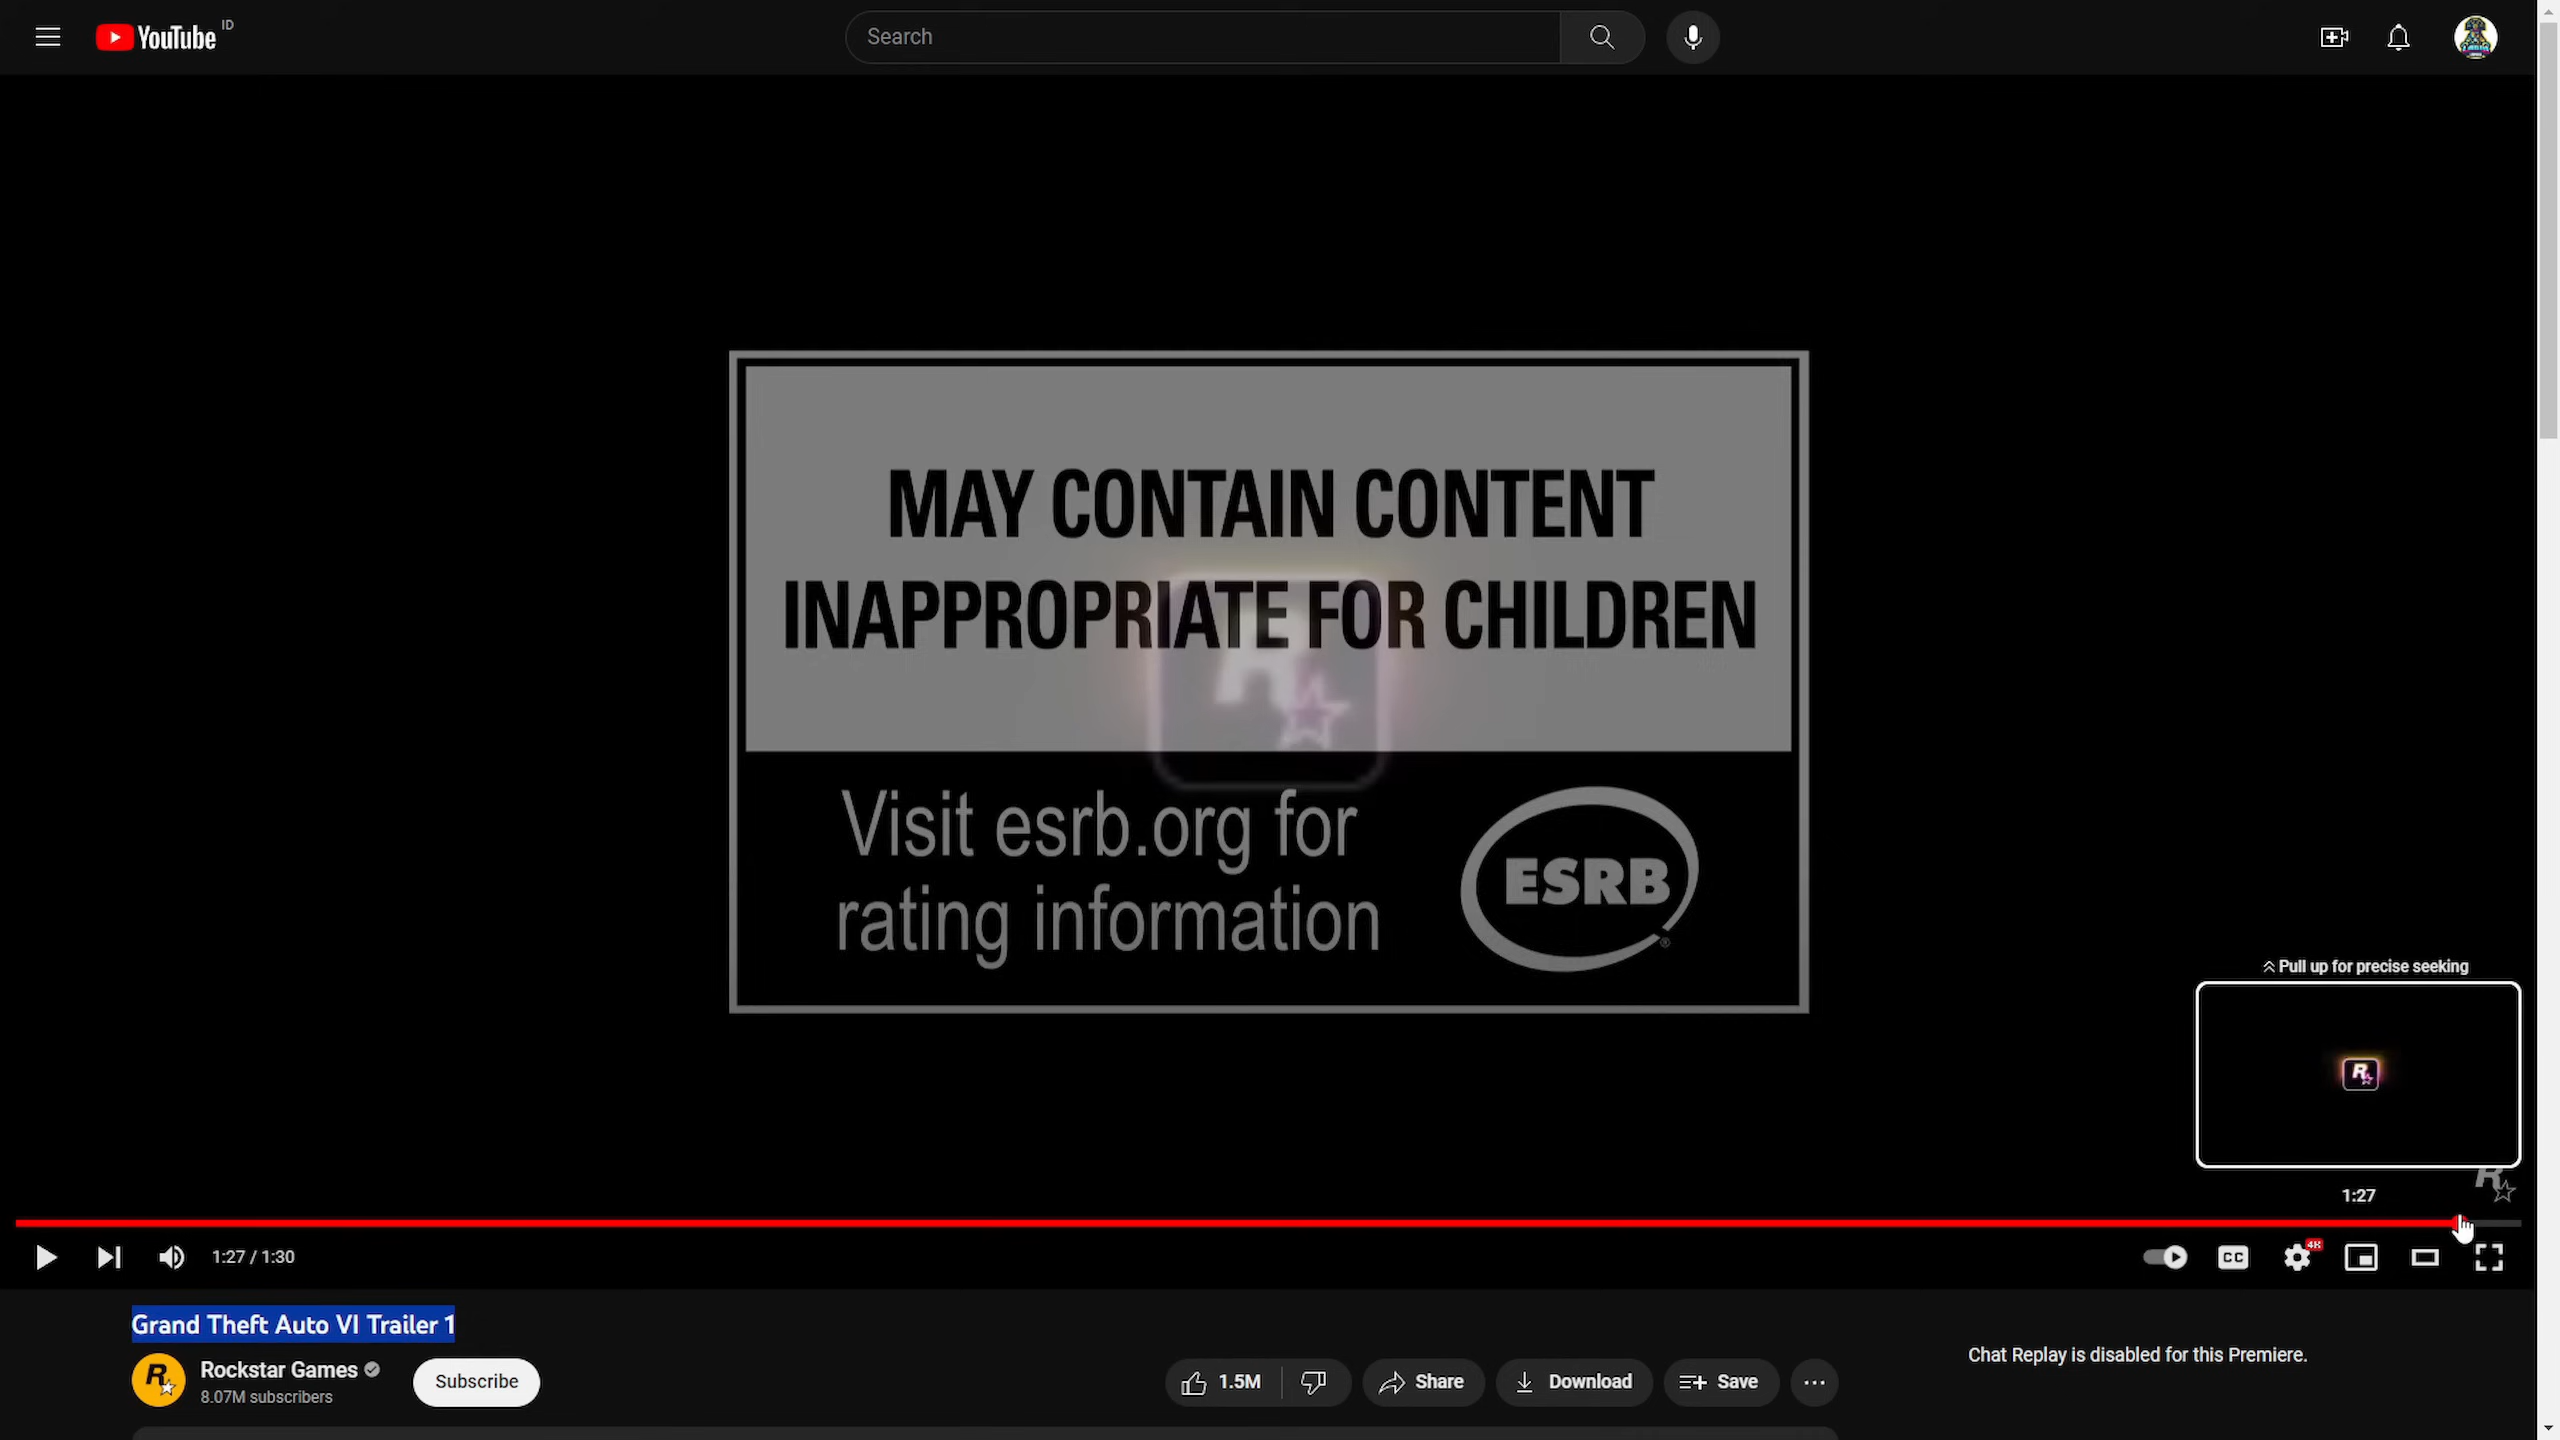 YouTube ID
Search
MAY CONTAIN CONTENT
INAPPROPRIATE FOR CHILDREN
R
Visit esrb.org for
rating information
ESRB
®
Pull up for precise seeking
R
R
1:27
1:27 / 1:30
CC
4K
Grand Theft Auto VI Trailer 1
R
Rockstar Games
8.07M subscribers
Subscribe
1.5M
Share
Download
Save
Chat Replay is disabled for this Premiere.